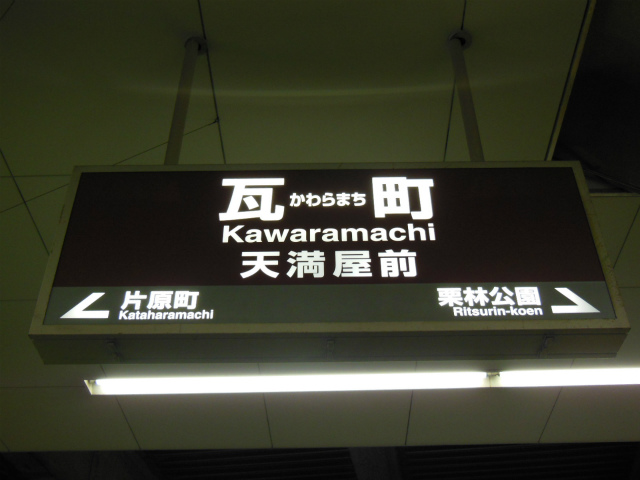 瓦 かわらまち 町
Kawaramachi
天満屋前
片原町
Kataharamachi
栗林公園
Ritsurin-koen